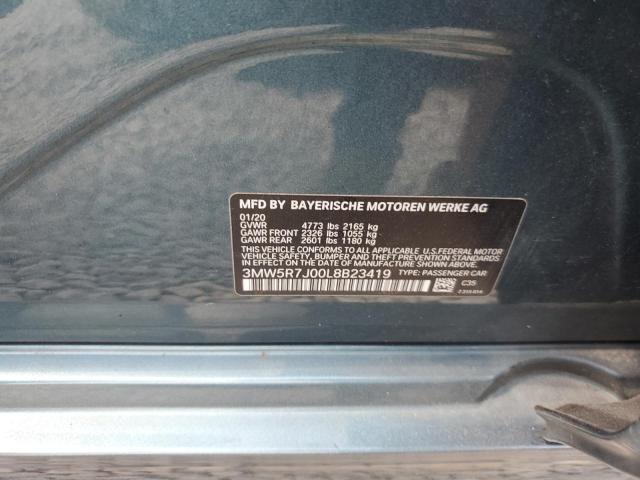 MFD BY BAYERISCHE MOTOREN WERKE AG
01/20
GVWR 4773 lbs 2165 kg
GAWR FRONT 2326 lbs 1055 kg
GAWR REAR 2601 lbs 1180 kg
THIS VEHICLE CONFORMS TO ALL APPLICABLE U.S.FEDERAL MOTOR
VEHICLE SAFETY, BUMPER, AND THEFT PREVENTION STANDARDS
IN EFFECT ON THE DATE OF MANUFACTURE SHOWN ABOVE.
3MW5R7J00L8B23419 TYPE: PASSENGER CAR
C35